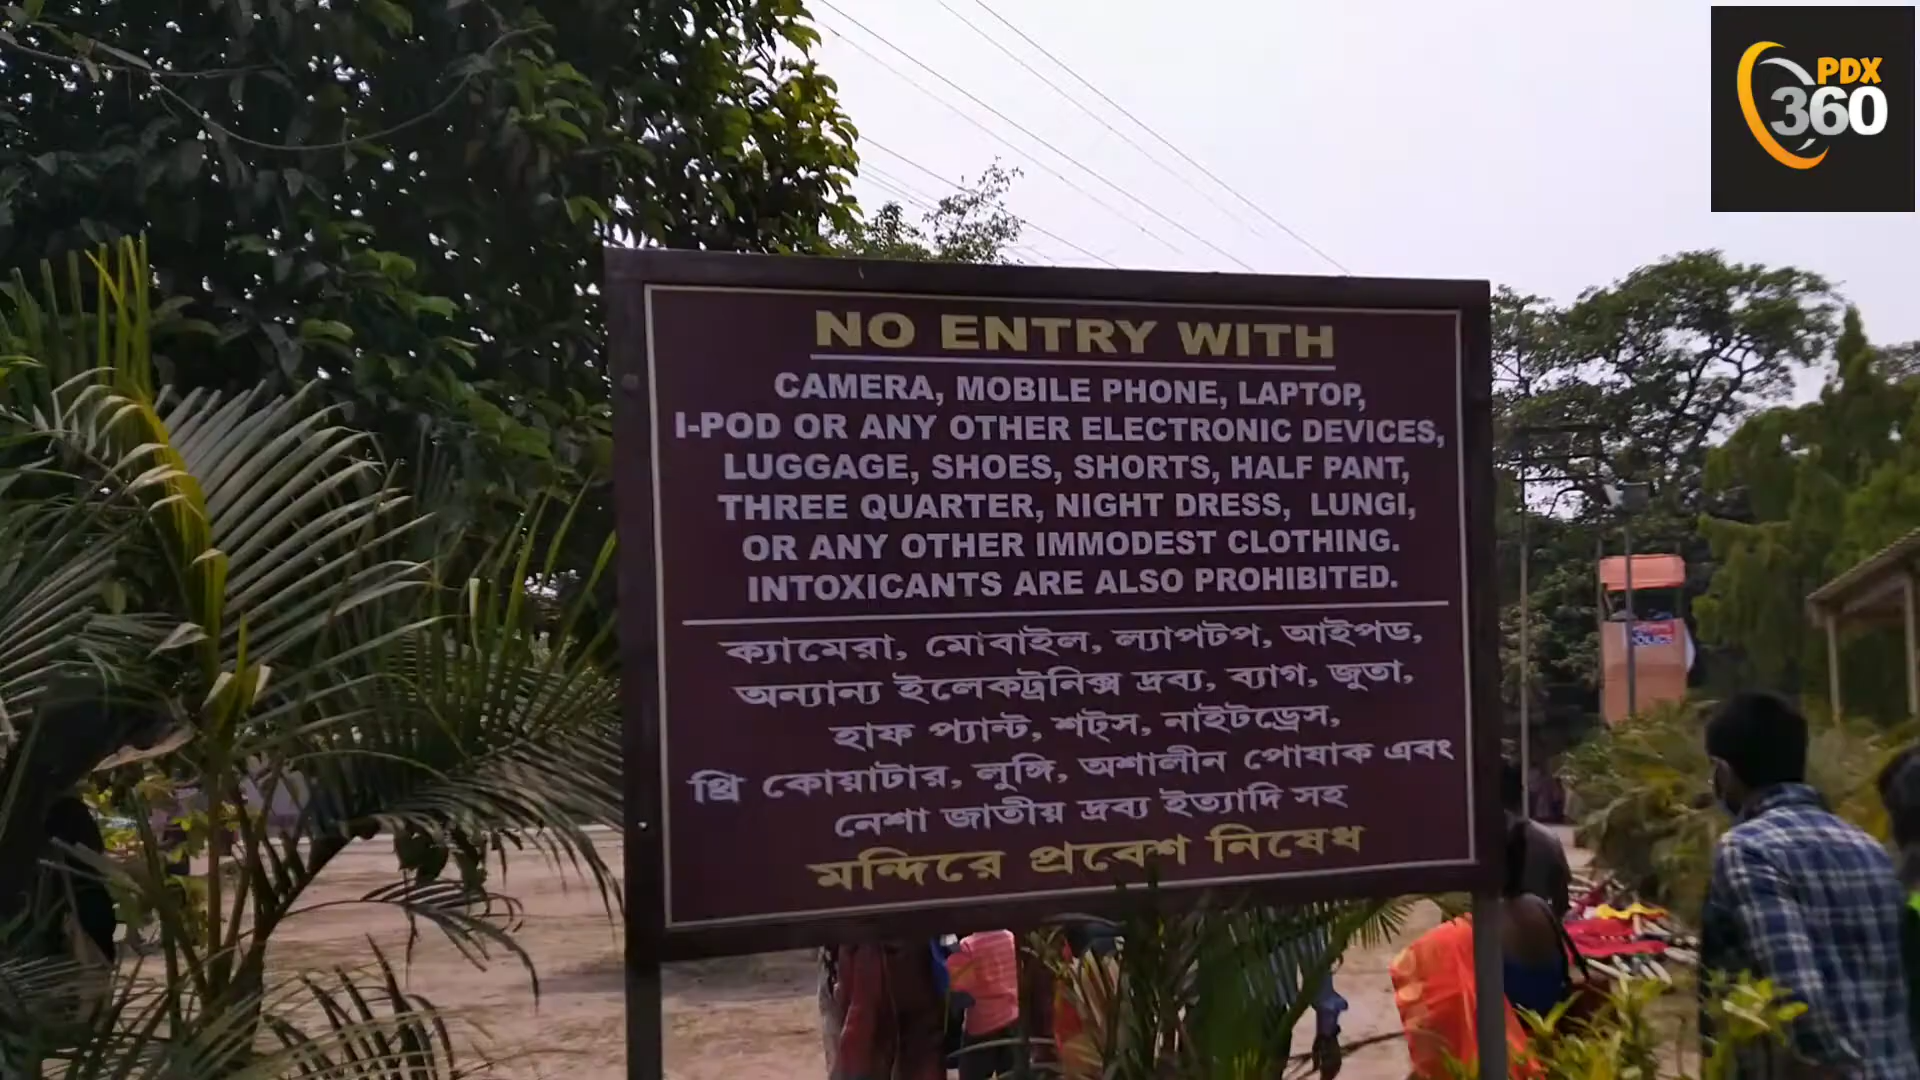 PDX
360
NO ENTRY WITH
CAMERA, MOBILE PHONE, LAPTOP,
I-POD OR ANY OTHER ELECTRONIC DEVICES,
LUGGAGE, SHOES, SHORTS, HALF PANT,
THREE QUARTER, NIGHT DRESS, LUNGI,
OR ANY OTHER IMMODEST CLOTHING.
INTOXICANTS ARE ALSO PROHIBITED.
ক্যামেরা, মোবাইল, ল্যাপটপ, আইপড,
অন্যান্য ইলেকট্রনিক্স দ্রব্য, ব্যাগ, জুতা,
হাফ প্যান্ট, শর্ট্স, নাইটড্রেস,
থ্রি কোয়ার্টার, লুঙ্গি, অশালীন পোষাক এবং
নেশা জাতীয় দ্রব্য ইত্যাদি সহ
মন্দিরে প্রবেশ নিষেধ
POLICE